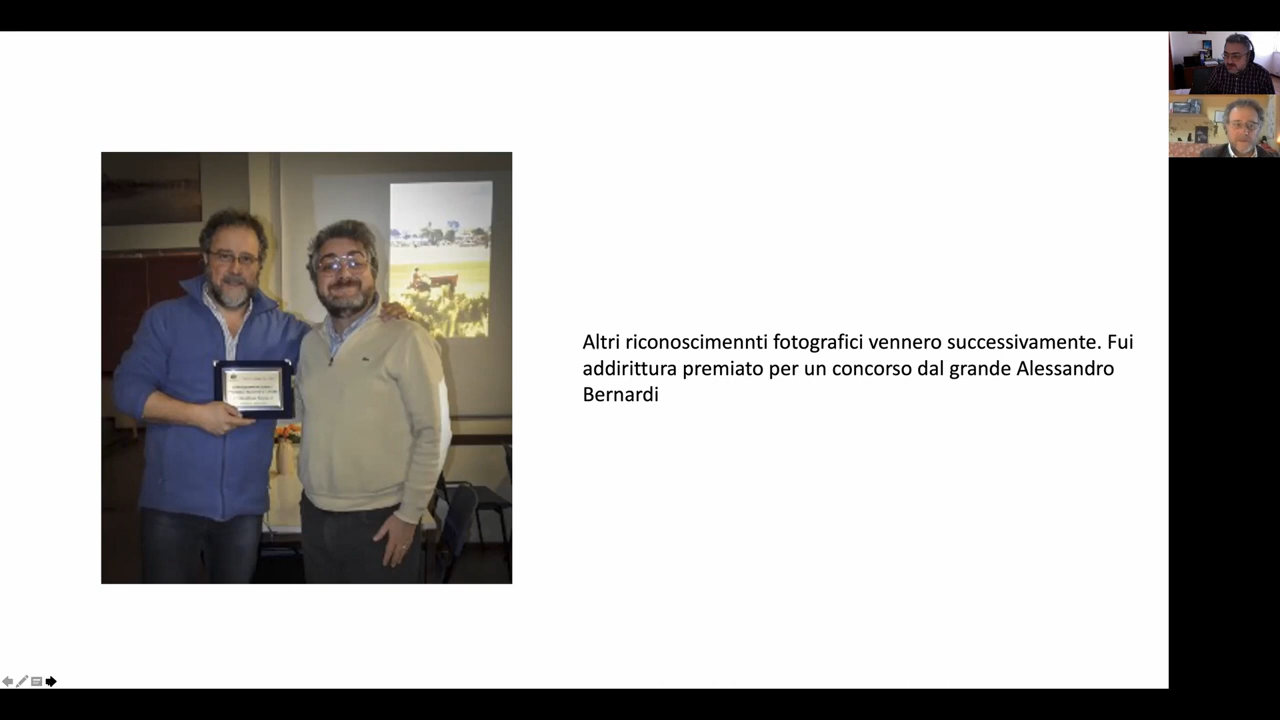 Altri riconoscimennti fotografici vennero successivamente. Fui
addirittura premiato per un concorso dal grande Alessandro
Bernardi